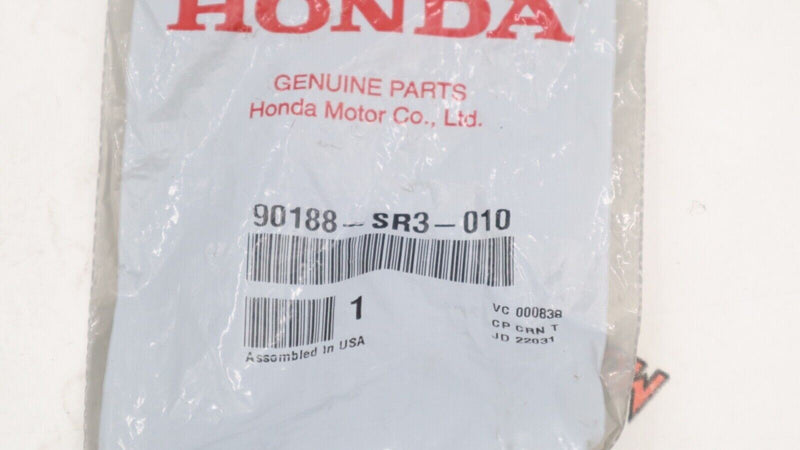 HONDA
GENUINE PARTS
Honda Motor Co., Ltd.
90188-SR3-010
1
VC 000838
CP CRN T
JD 22031
Assembled in USA